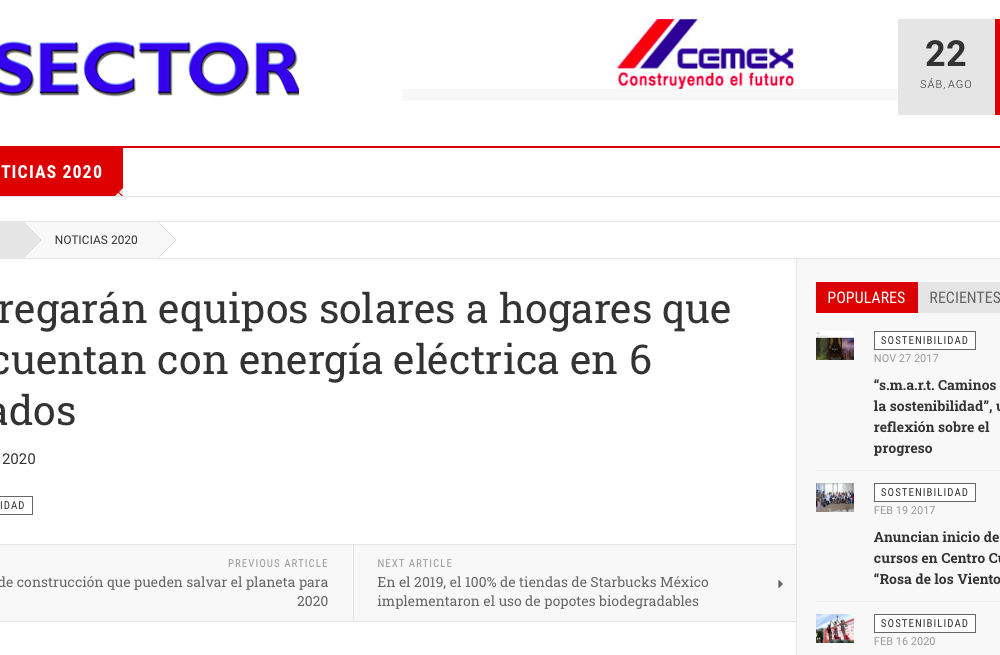 SECTOR
CEMEX
Construyendo el futuro
22
SÁB, AGO
TICIAS 2020
NOTICIAS 2020
regarán equipos solares a hogares que
cuentan con energía eléctrica en 6
ados
2020
IDAD
PREVIOUS ARTICLE
de construcción que pueden salvar el planeta para
2020
NEXT ARTICLE
En el 2019, el 100% de tiendas de Starbucks México
implementaron el uso de popotes biodegradables
POPULARES
RECIENTES
SOSTENIBILIDAD
NOV 27 2017
“s.m.a.r.t. Caminos
la sostenibilidad”, u
reflexión sobre el
progreso
SOSTENIBILIDAD
FEB 19 2017
Anuncian inicio de
cursos en Centro Cu
“Rosa de los Viento
SOSTENIBILIDAD
FEB 16 2020